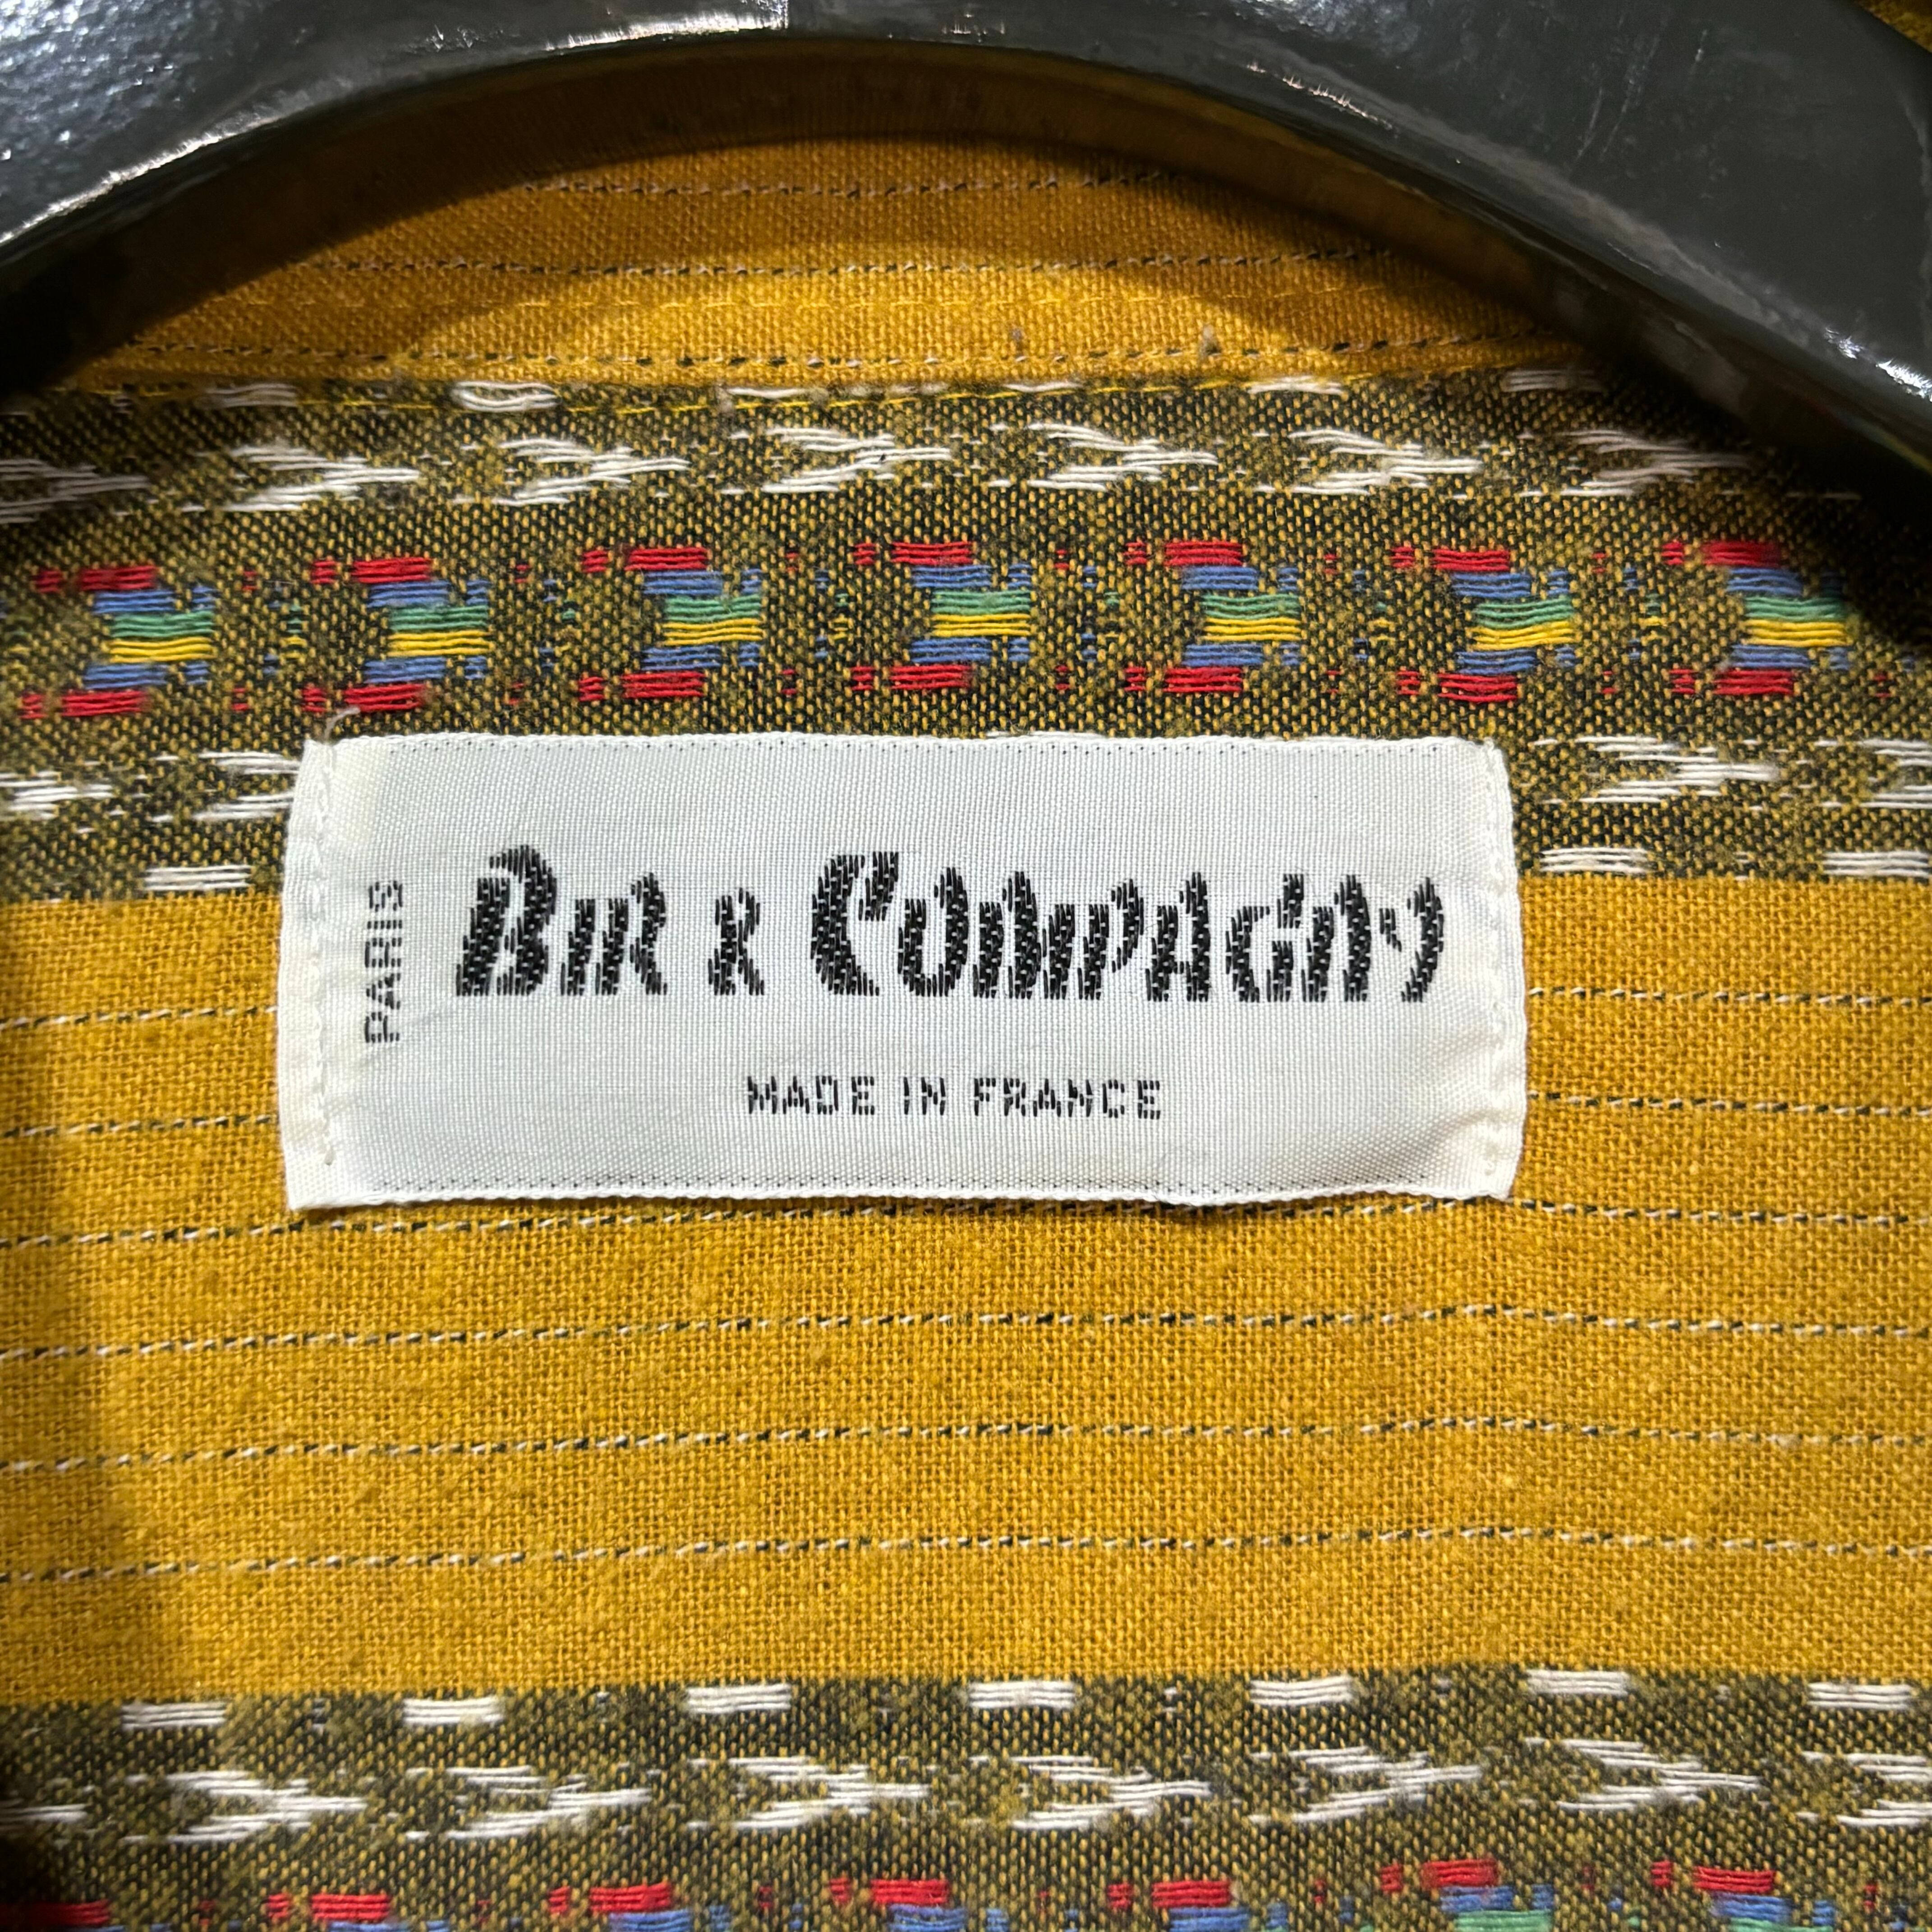 PARIS
BIR & COMPAGNY
MADE IN FRANCE